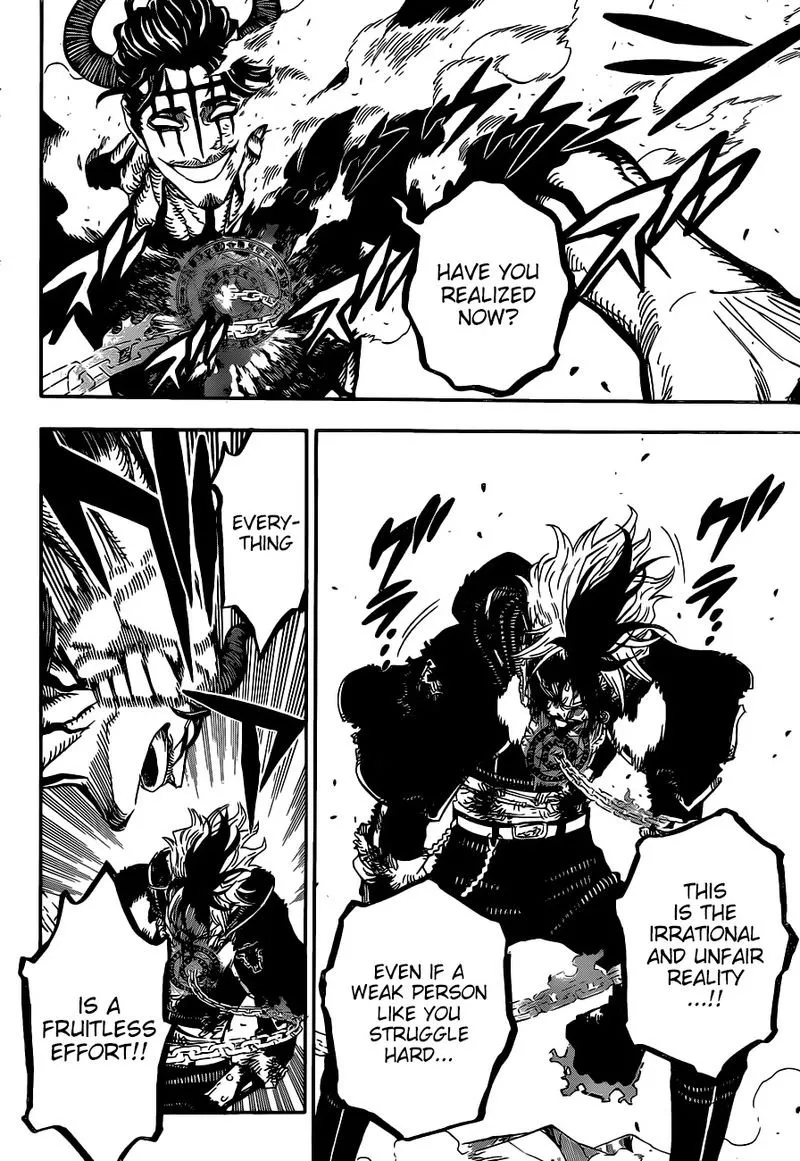 HAVE YOU
REALIZED
NOW?
THIS
IS THE
IRRATIONAL
AND UNFAIR
REALITY
...!!
EVEN IF A
WEAK PERSON
LIKE YOU
STRUGGLE
HARD...
EVERY-
THING
IS A
FRUITLESS
EFFORT!!